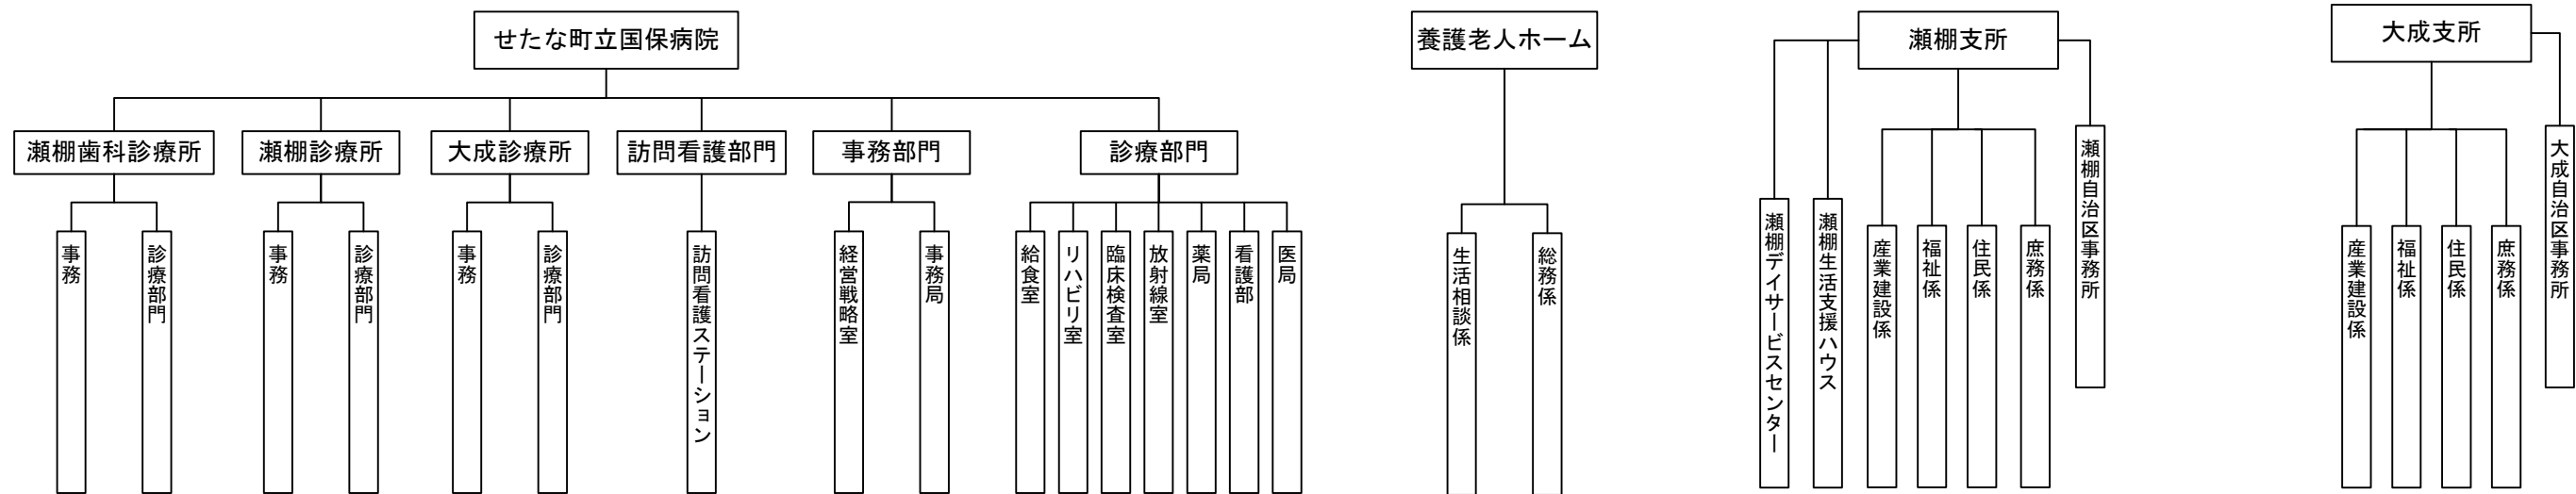 せたな町立国保病院
養護老人ホーム
瀬棚支所
大成支所
瀬棚歯科診療所
瀬棚診療所
大成診療所
訪問看護部門
事務部門
診療部門
瀬棚自治区事務所
大成自治区事務所
事務
診療部門
事務
診療部門
事務
診療部門
訪問看護ステーション
経営戦略室
事務局
給食室
リハビリ室
臨床検査室
放射線室
薬局
看護部
医局
生活相談係
総務係
瀬棚デイサービスセンター
瀬棚生活支援ハウス
産業建設係
福祉係
住民係
庶務係
産業建設係
福祉係
住民係
庶務係